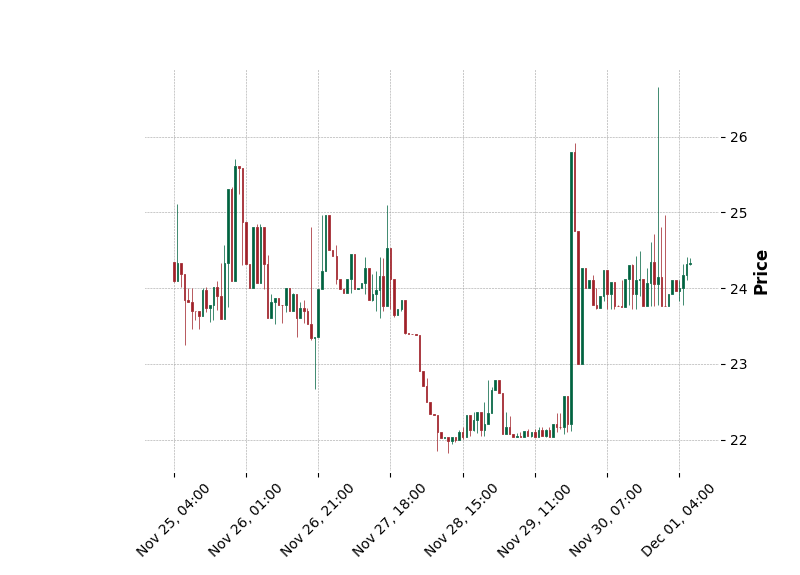 26
25
24
23
22
Price
Nov 25, 04:00
Nov 26, 01:00
Nov 26, 21:00
Nov 27, 18:00
Nov 28, 15:00
Nov 29, 11:00
Nov 30, 07:00
Dec 01, 04:00